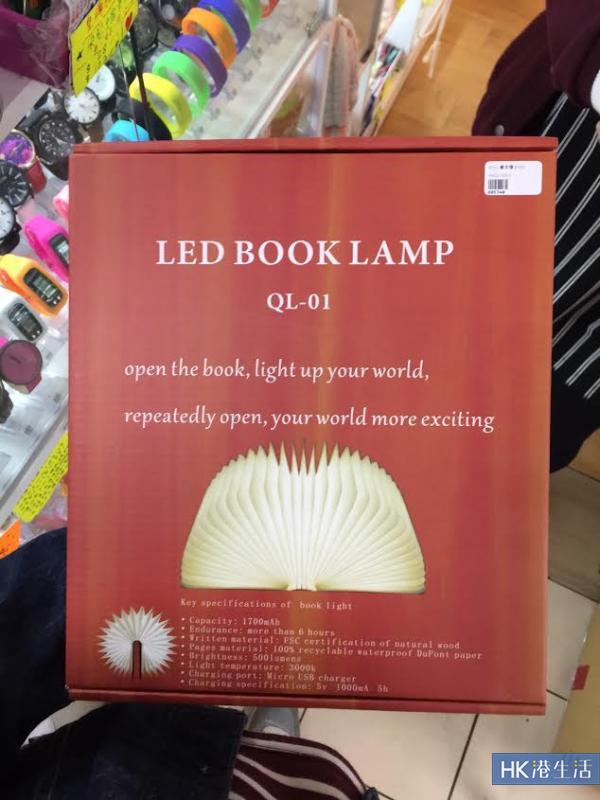 LED BOOK LAMP
QL-01
open the book, light up your world,
repeatedly open, your world more exciting
Key specifications of book light
• Capacity: 1700mAh
• Endurance: more than 6 hours
• Written material: FSC certification of natural wood
• Pages material: 100% recyclable waterproof DuPont paper
• Brightness: 500lumens
• Light temperature: 3000k
• Charging port: Micro USB charger
• Charging specification: 5v 1000mA 5h
HK港生活